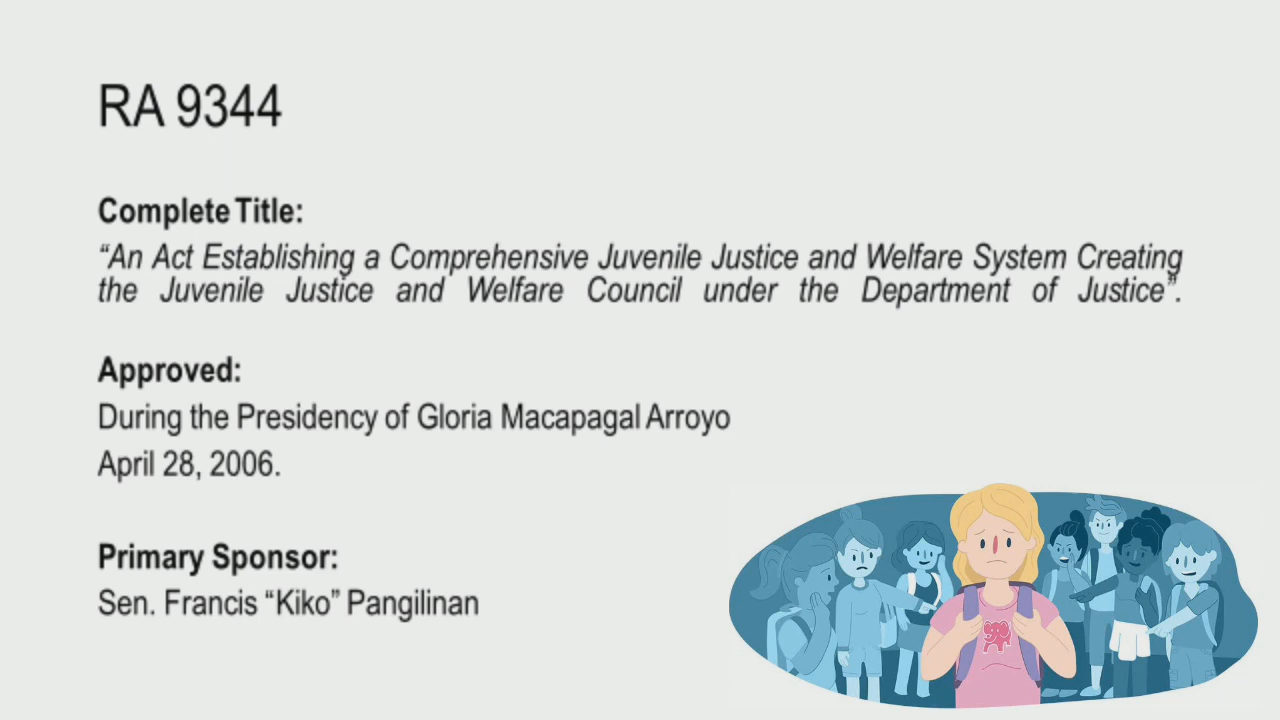 RA 9344
Complete Title:
“An Act Establishing a Comprehensive Juvenile Justice and Welfare System Creating
the Juvenile Justice and Welfare Council under the Department of Justice”.
Approved:
During the Presidency of Gloria Macapagal Arroyo
April 28, 2006.
Primary Sponsor:
Sen. Francis “Kiko” Pangilinan